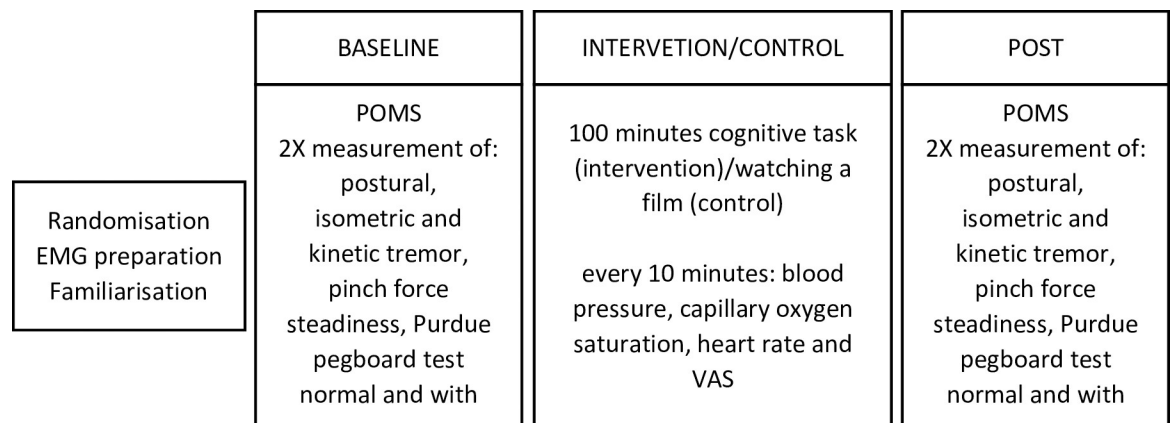 Randomisation
EMG preparation
Familiarisation
BASELINE
POMS
2X measurement of:
postural,
isometric and
kinetic tremor,
pinch force
steadiness, Purdue
pegboard test
normal and with
INTERVETION/CONTROL
100 minutes cognitive task
(intervention)/watching a
film (control)
every 10 minutes: blood
pressure, capillary oxygen
saturation, heart rate and
VAS
POST
POMS
2X measurement of:
postural,
isometric and
kinetic tremor,
pinch force
steadiness, Purdue
pegboard test
normal and with